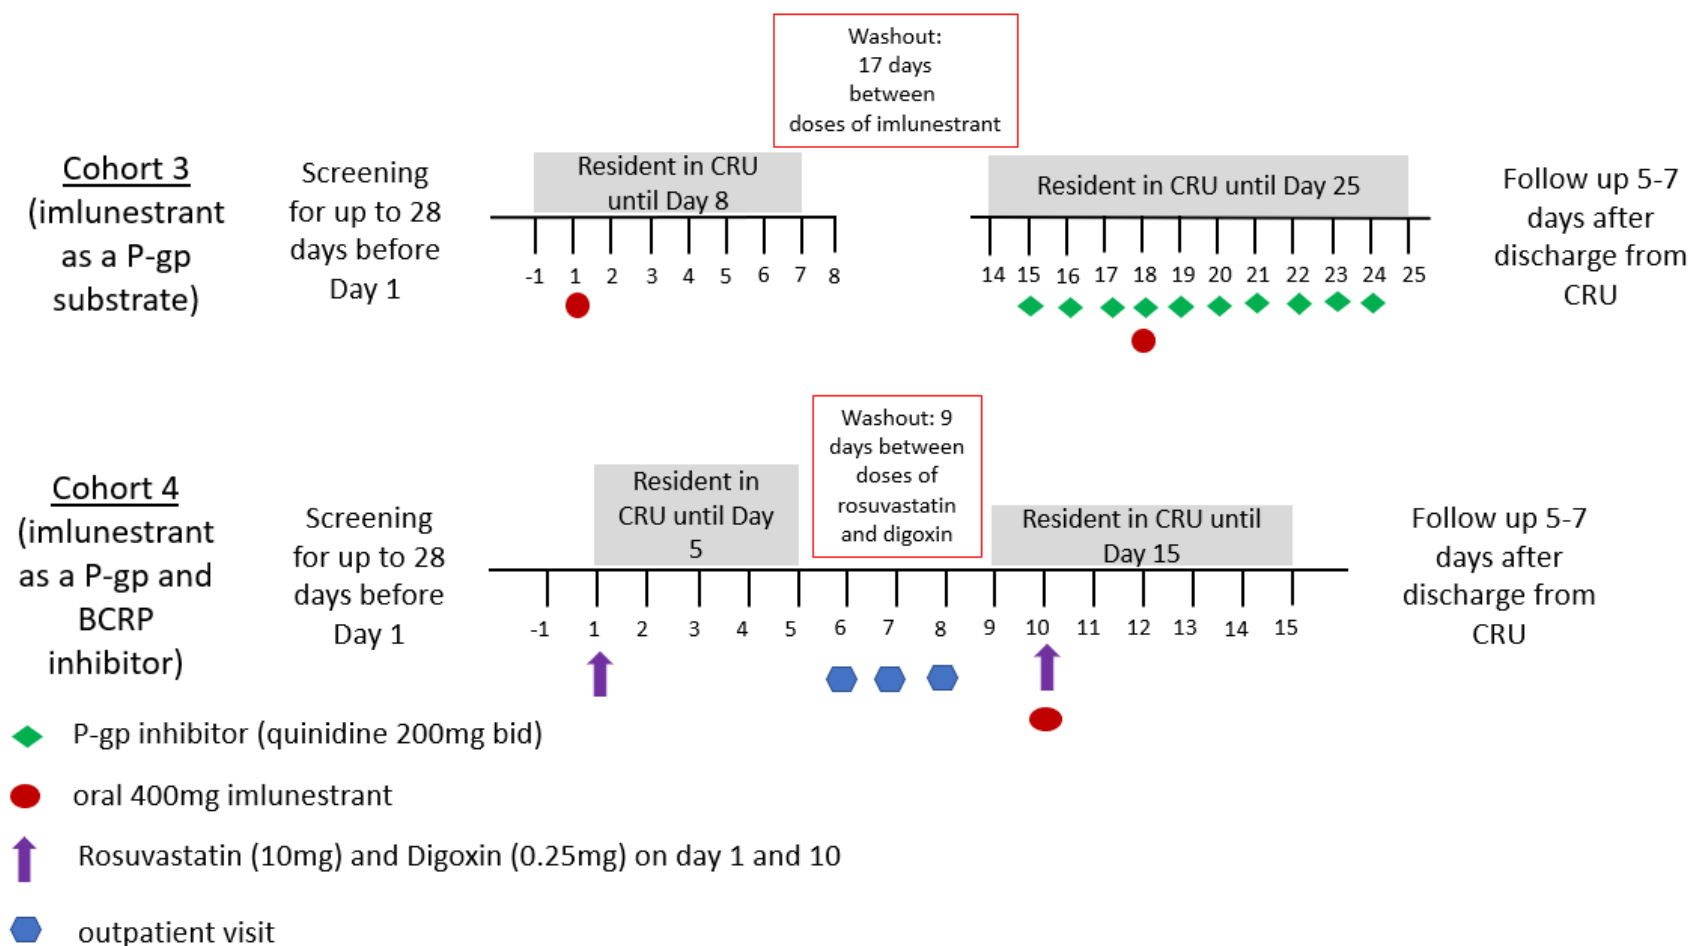 Washout:
17 days
between
doses of imlunestrant
Cohort 3
(imlunestrant
as a P-gp
substrate)
Screening
for up to 28
days before
Day 1
Resident in CRU
until Day 8
-1 1 2 3 4 5 6 7 8
Resident in CRU until Day 25
14 15 16 17 18 19 20 21 22 23 24 25
Follow up 5-7
days after
discharge from
CRU
Washout: 9
days between
doses of
rosuvastatin
and digoxin
Cohort 4
(imlunestrant
as a P-gp and
BCRP
inhibitor)
Screening
for up to 28
days before
Day 1
Resident in
CRU until Day
5
Resident in CRU until
Day 15
-1 1 2 3 4 5 6 7 8 9 10 11 12 13 14 15
Follow up 5-7
days after
discharge from
CRU
P-gp inhibitor (quinidine 200mg bid)
oral 400mg imlunestrant
Rosuvastatin (10mg) and Digoxin (0.25mg) on day 1 and 10
outpatient visit